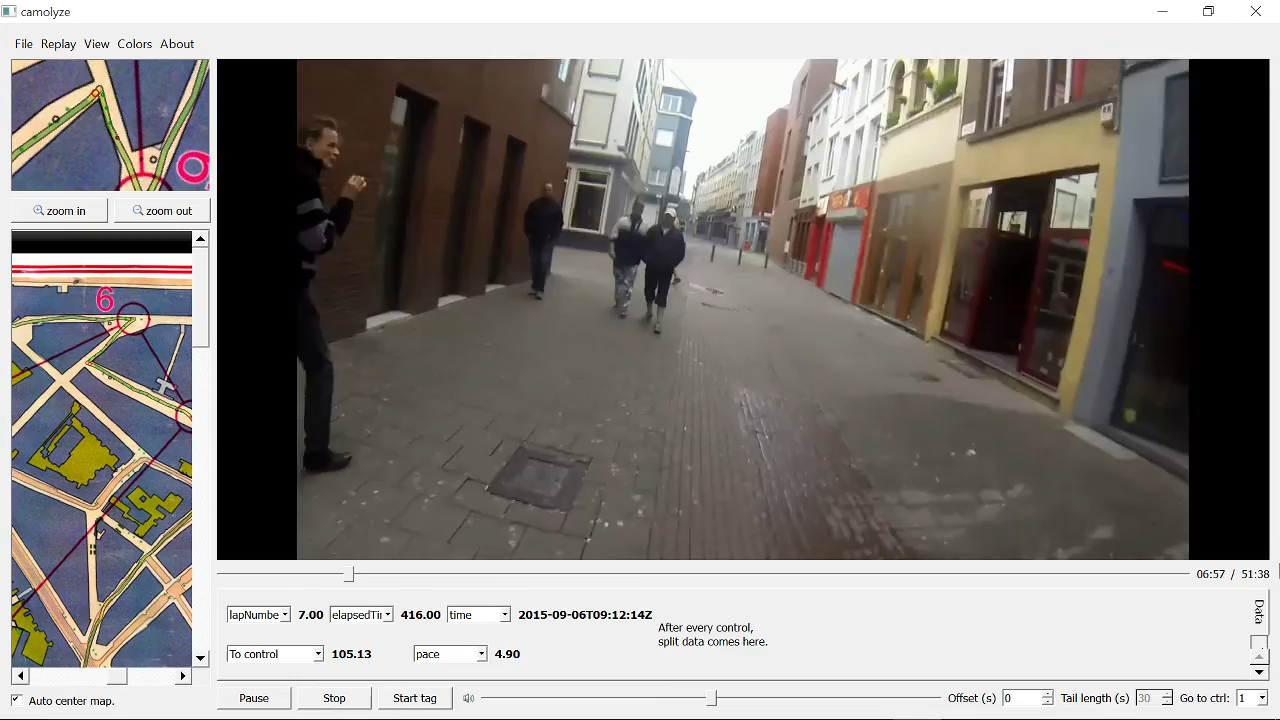 camolyze
File Replay View Colors About
zoom in zoom out
6
06:57 / 51:38
lapNumbe 7.00 elapsedTi 416.00 time 2015-09-06T09:12:14Z
After every control,
split data comes here.
To control 105.13 pace 4.90
Data
Auto center map.
Pause Stop Start tag Offset (s) 0 Tail length (s) 30 Go to ctrl: 1